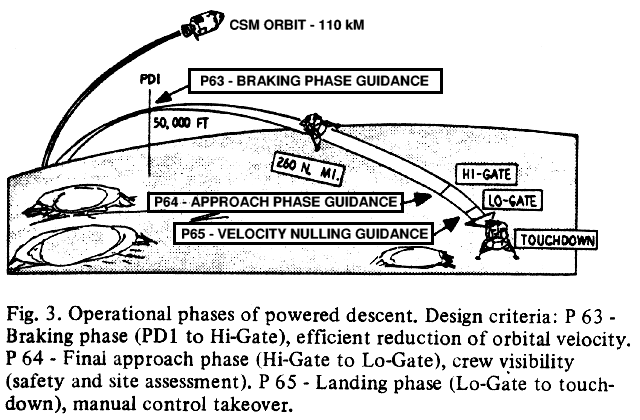 CSM ORBIT - 110 kM
PDI
P63 - BRAKING PHASE GUIDANCE
50,000 FT
260 N. MI.
HI-GATE
P64 - APPROACH PHASE GUIDANCE
LO-GATE
P65 - VELOCITY NULLING GUIDANCE
TOUCHDOWN
Fig. 3. Operational phases of powered descent. Design criteria: P 63 -
Braking phase (PD1 to Hi-Gate), efficient reduction of orbital velocity.
P 64 - Final approach phase (Hi-Gate to Lo-Gate), crew visibility
(safety and site assessment). P 65 - Landing phase (Lo-Gate to touch-
down), manual control takeover.